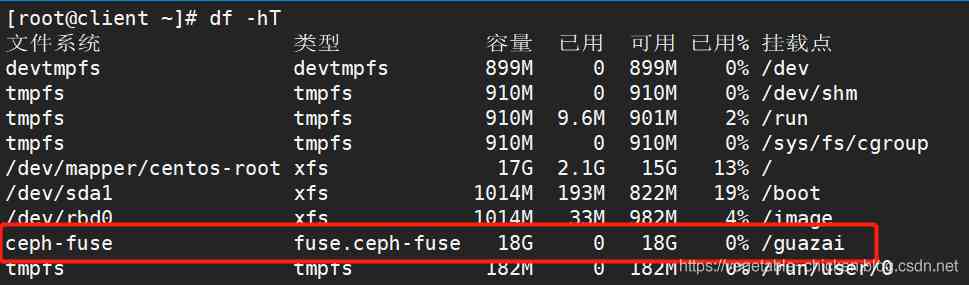 [root@client ~]# df -hT
文件系统 类型 容量 已用 可用 已用% 挂载点
devtmpfs devtmpfs 899M 0 899M 0% /dev
tmpfs tmpfs 910M 0 910M 0% /dev/shm
tmpfs tmpfs 910M 9.6M 901M 2% /run
tmpfs tmpfs 910M 0 910M 0% /sys/fs/cgroup
/dev/mapper/centos-root xfs 17G 2.1G 15G 13% /
/dev/sda1 xfs 1014M 193M 822M 19% /boot
/dev/rbd0 xfs 1014M 33M 982M 4% /image
ceph-fuse fuse.ceph-fuse 18G 0 18G 0% /guazai
tmpfs tmpfs 182M 0 182M 0% /run/user/0
https://vegetable-chicken.blog.csdn.net